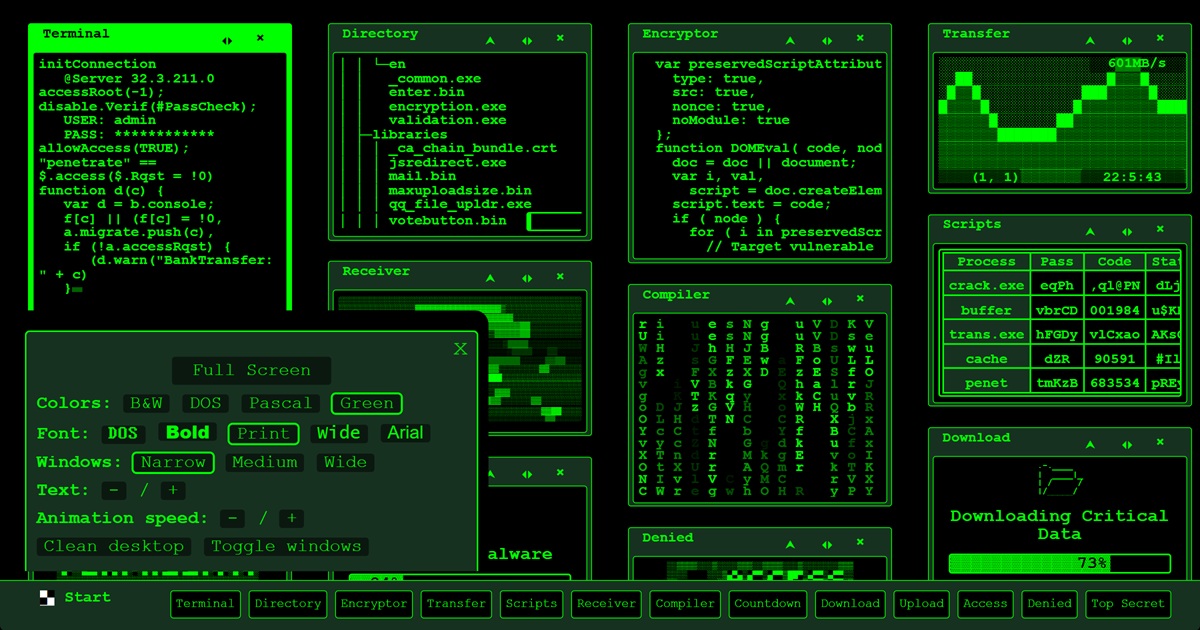 Terminal
initConnection
@Server 32.3.211.0
accessRoot(-1);
disable.Verif(#PassCheck);
USER: admin
PASS: ************
allowAccess(TRUE);
"penetrate" ==
$.access($.Rqst = !0)
function d(c) {
var d = b.console;
f[c] || (f[c] = !0,
a.migrate.push(c),
if (!a.accessRqst) {
(d.warn("BankTransfer:
" + c)
}
Directory
en
_common.exe
enter.bin
encryption.exe
validation.exe
libraries
_ca_chain_bundle.crt
jsredirect.exe
mail.bin
maxuploadsize.bin
qq_file_upldr.exe
votebutton.bin
Receiver
alware
Encryptor
var preservedScriptAttribut
type: true,
src: true,
nonce: true,
noModule: true
};
function DOMEval( code, nod
doc = doc || document;
var i, val,
script = doc.createElem
script.text = code;
if ( node ) {
for ( i in preservedScr
// Target vulnerable
Compiler
Denied
Transfer
601MB/s
(1, 1) 22:5:43
Scripts
Process Pass Code Stat
crack.exe eqPh ,ql@PN dLj
buffer vbrCD 001984 u$KI
trans.exe hFGDy vlCxao AKsG
cache dZR 90591 #Il
penet tmKzB 683534 pREy
Download
Downloading Critical
Data
73%
X
Full Screen
Colors: B&W DOS Pascal Green
Font: DOS Bold Print Wide Arial
Windows: Narrow Medium Wide
Text: - / +
Animation speed: - / +
Clean desktop Toggle windows
Start Terminal Directory Encryptor Transfer Scripts Receiver Compiler Countdown Download Upload Access Denied Top Secret